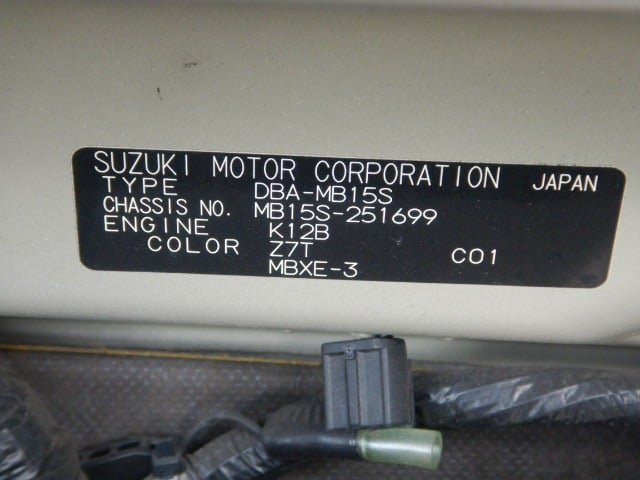 SUZUKI MOTOR CORPORATION JAPAN
TYPE DBA-MB15S
CHASSIS NO. MB15S-251699
ENGINE K12B
COLOR Z7T C01
MBXE-3